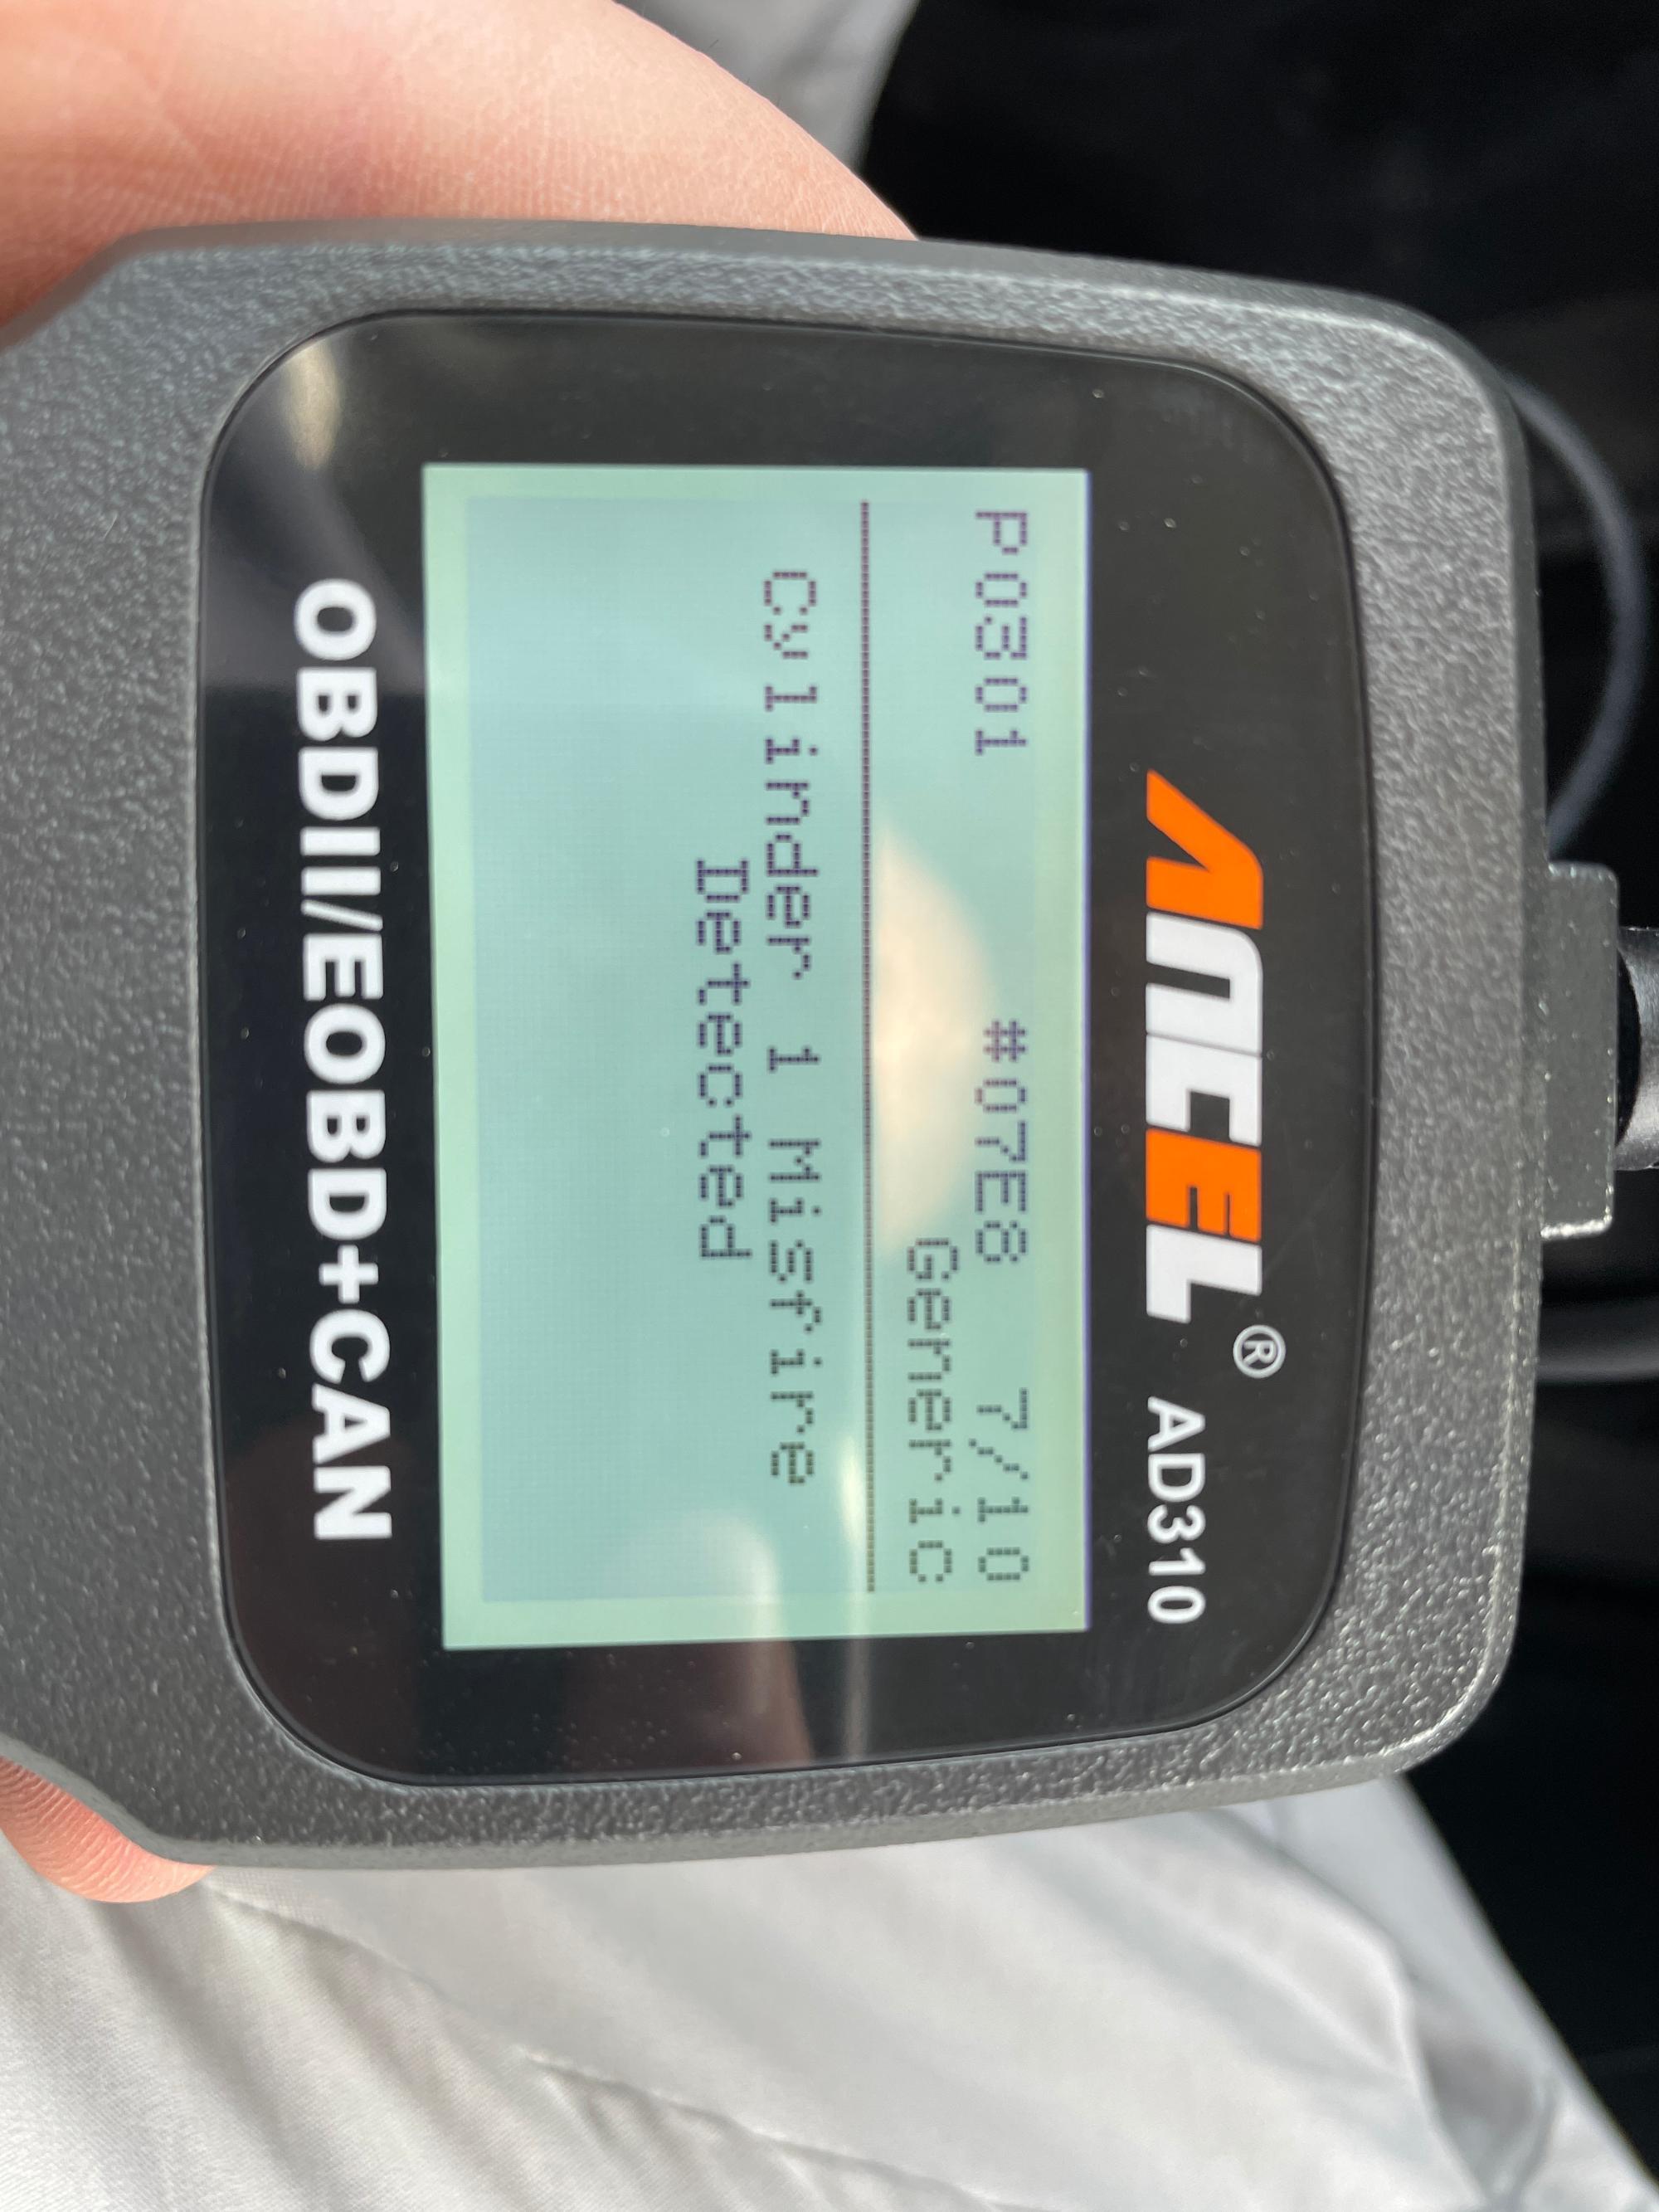 ANCEL® AD310
P0301 #07E8 7/10
Generic
Cylinder 1 Misfire
Detected
OBDII/EOBD+CAN